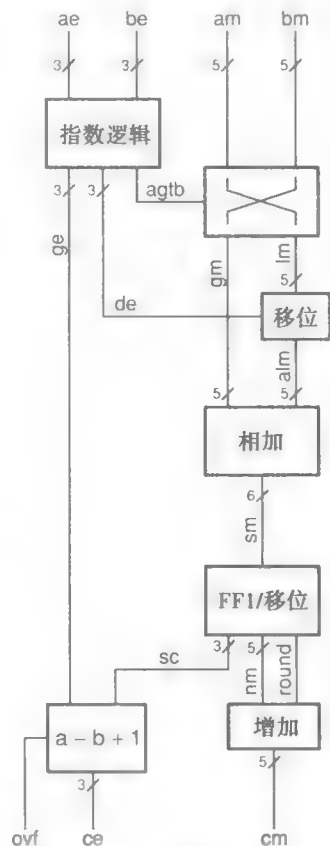 ae be am bm
3 3 5 5
指数逻辑
3 3 agtb
ge gm lm
5
de 移位
alm
5 5
相加
6
sm
FF1/移位
sc 3 5
nm round
a − b + 1 增加
3 5
ovf ce cm